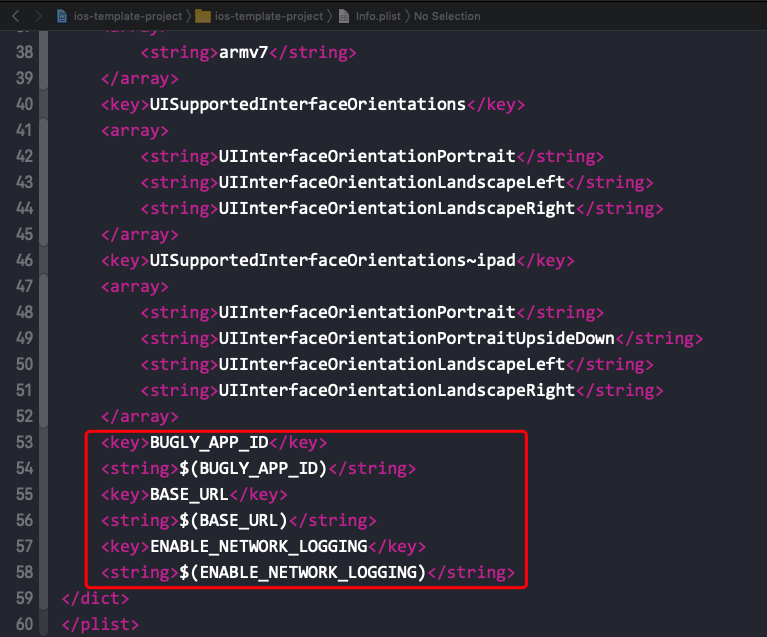 ios-template-project 〉 ios-template-project 〉 Info.plist 〉 No Selection
38 <string>armv7</string>
39 </array>
40 <key>UISupportedInterfaceOrientations</key>
41 <array>
42 <string>UIInterfaceOrientationPortrait</string>
43 <string>UIInterfaceOrientationLandscapeLeft</string>
44 <string>UIInterfaceOrientationLandscapeRight</string>
45 </array>
46 <key>UISupportedInterfaceOrientations~ipad</key>
47 <array>
48 <string>UIInterfaceOrientationPortrait</string>
49 <string>UIInterfaceOrientationPortraitUpsideDown</string>
50 <string>UIInterfaceOrientationLandscapeLeft</string>
51 <string>UIInterfaceOrientationLandscapeRight</string>
52 </array>
53 <key>BUGLY_APP_ID</key>
54 <string>$(BUGLY_APP_ID)</string>
55 <key>BASE_URL</key>
56 <string>$(BASE_URL)</string>
57 <key>ENABLE_NETWORK_LOGGING</key>
58 <string>$(ENABLE_NETWORK_LOGGING)</string>
59 </dict>
60 </plist>